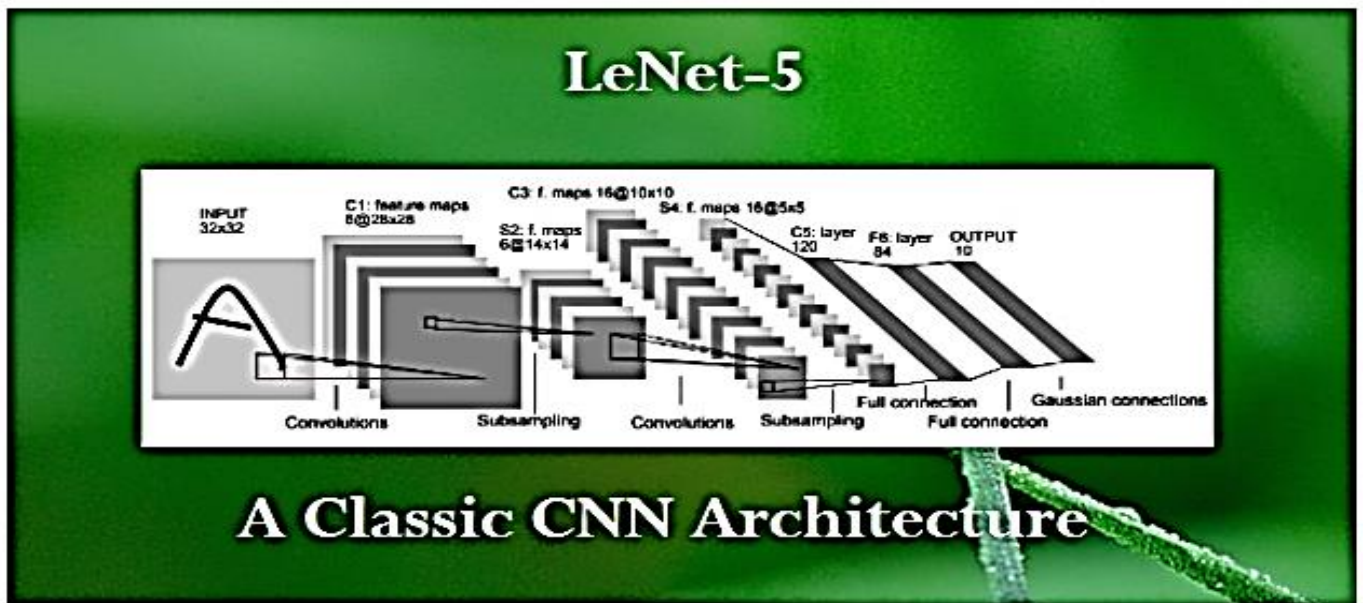 LeNet-5
INPUT
32x32
C1: feature maps
6@28x28
S2: f. maps
6@14x14
C3: f. maps 16@10x10
S4: f. maps 16@5x5
C5: layer
120
F6: layer
84
OUTPUT
10
Convolutions
Subsampling
Convolutions
Subsampling
Full connection
Full connection
Gaussian connections
A Classic CNN Architecture